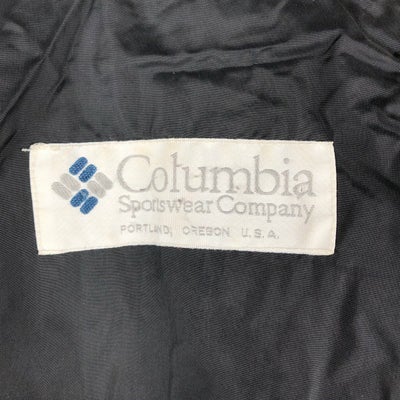 Columbia
Sportswear Company
PORTLAND, OREGON U.S.A.